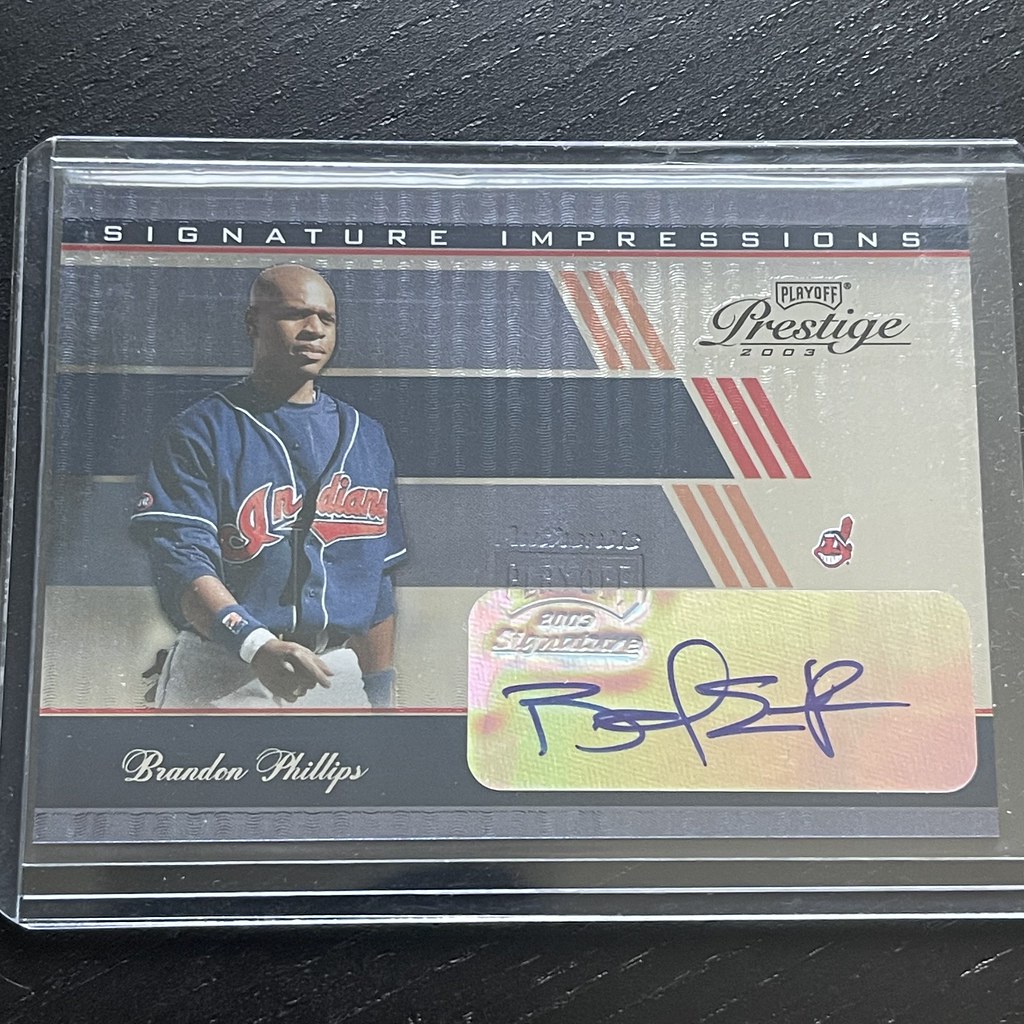 SIGNATURE IMPRESSIONS
PLAYOFF®
Prestige
2003
Indians
Authentic
PLAYOFF
2003
Signature
Brandon Phillips